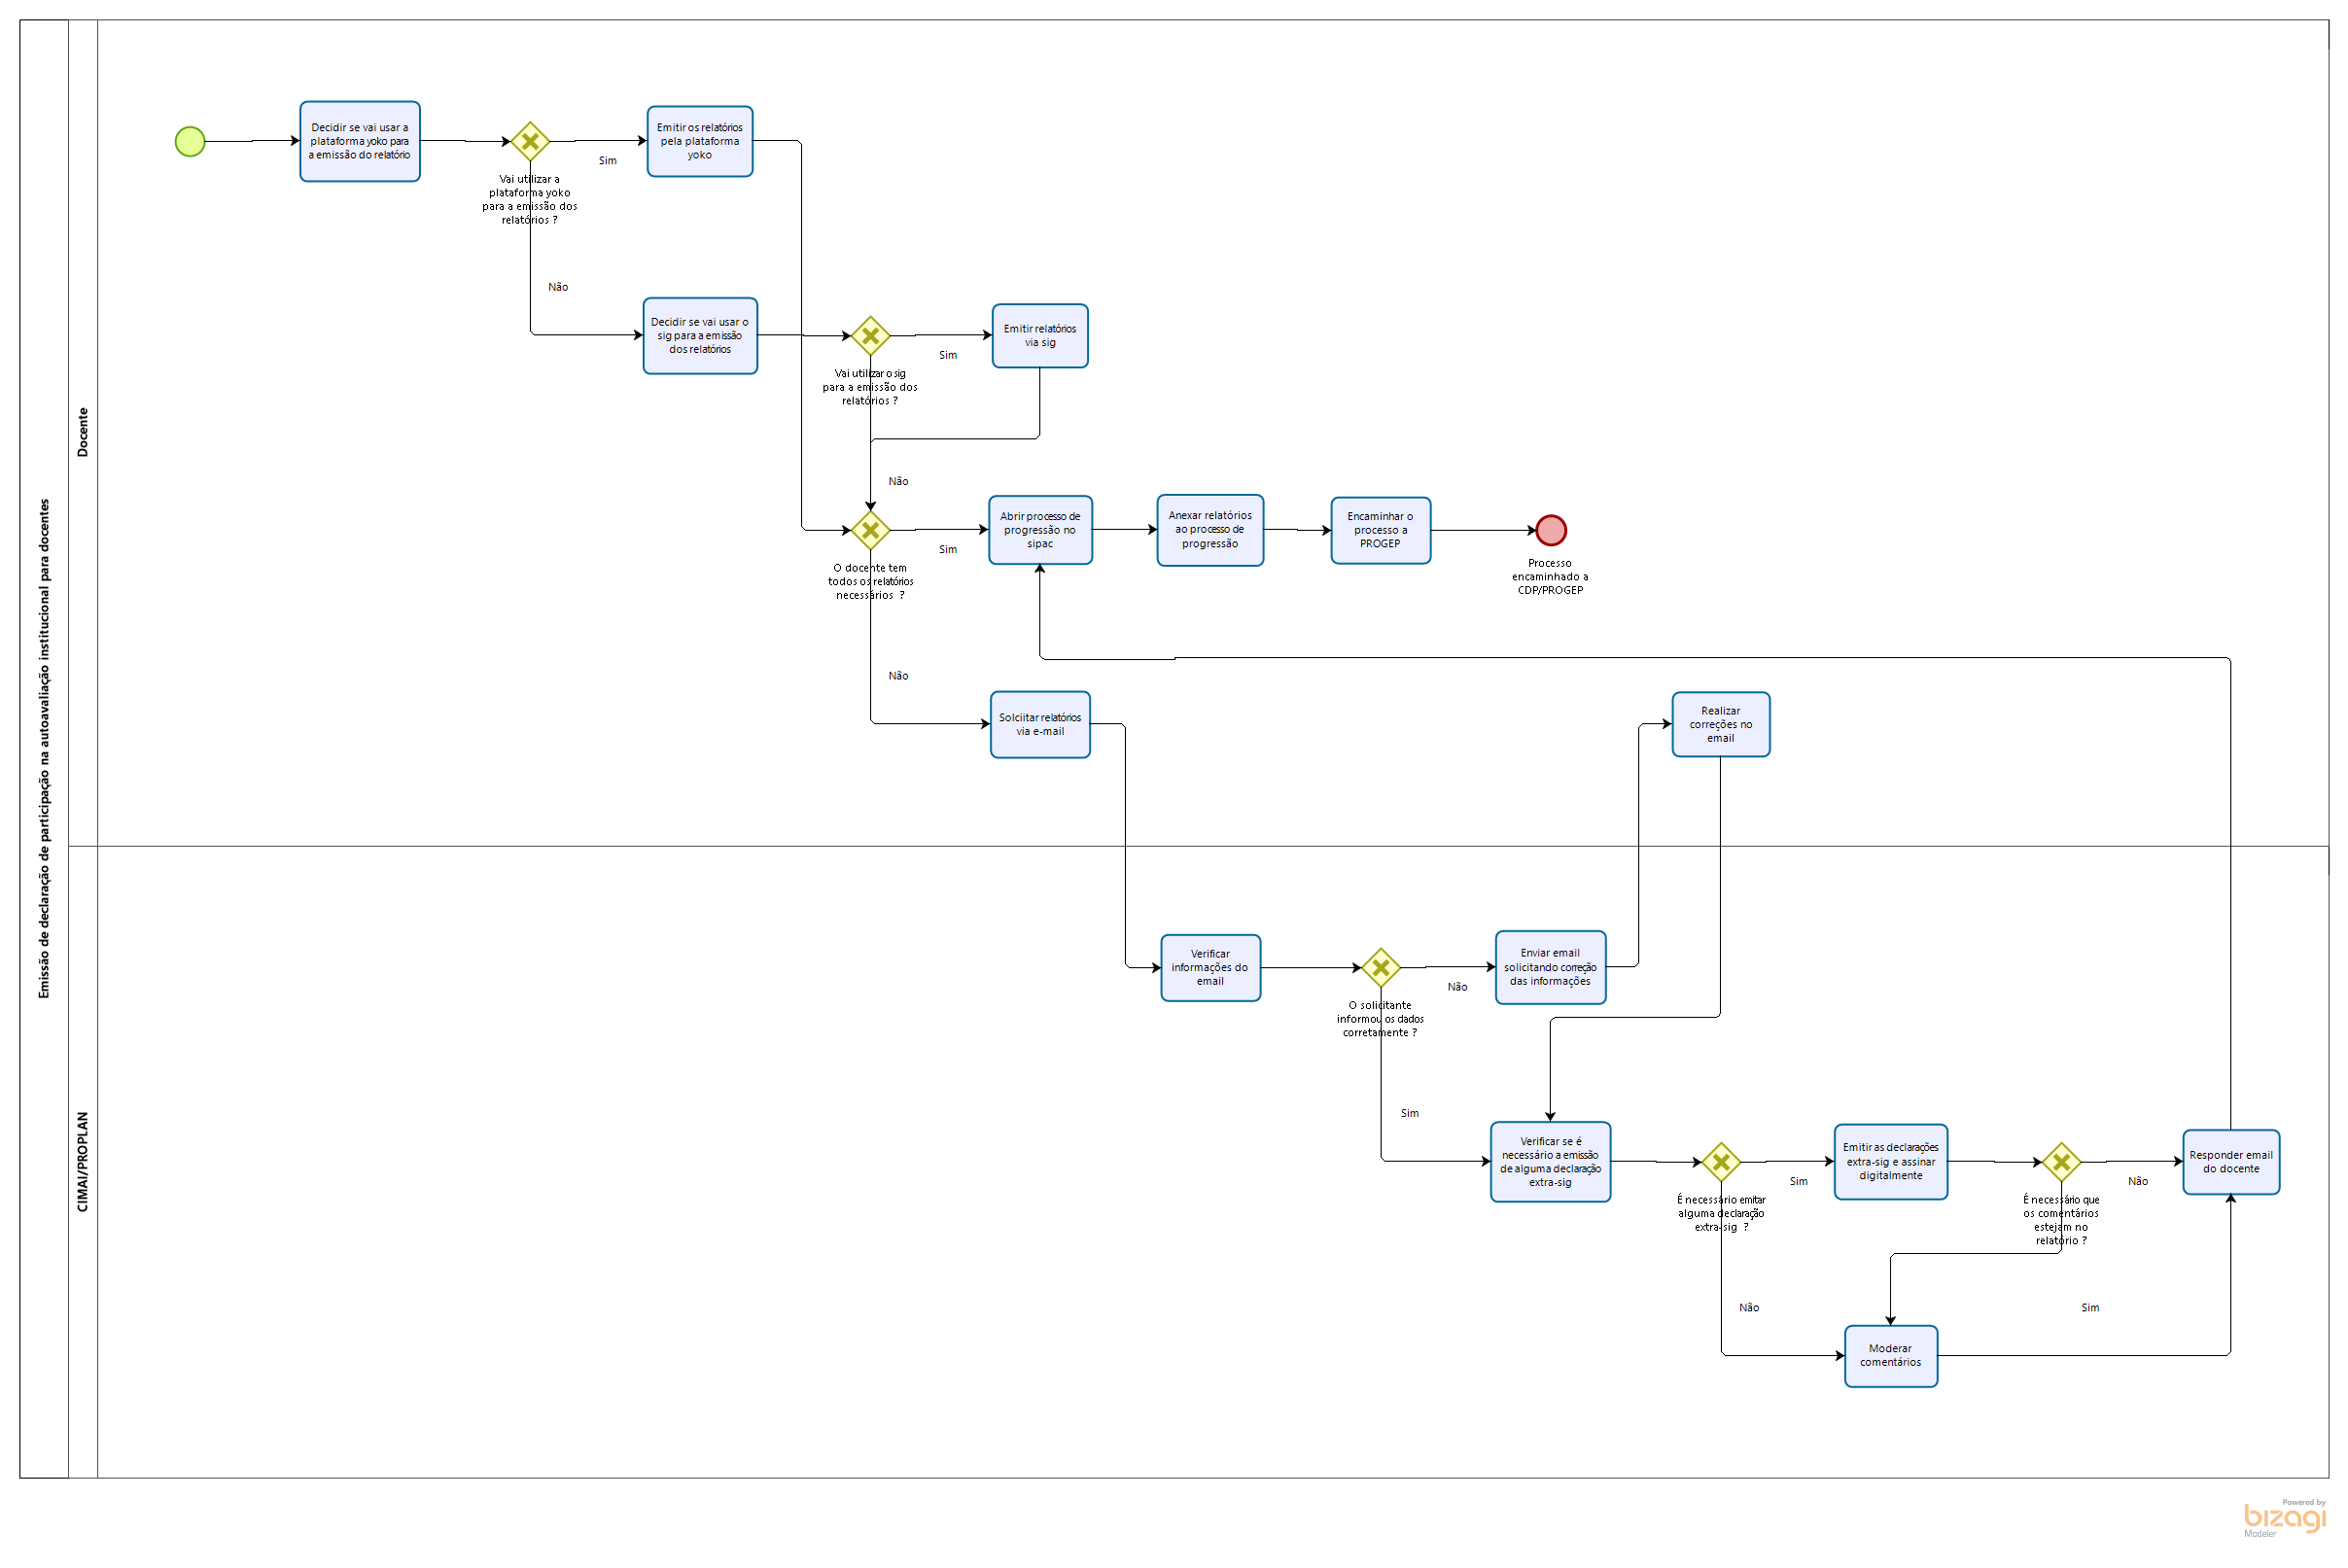 Emissão de declaração de participação na autoavaliação institucional para docentes
Docente
Decidir se vai usar a
plataforma yoko para
a emissão do relatório
Vai utilizar a
plataforma yoko
para a emissão dos
relatórios ?
Sim
Emitir os relatórios
pela plataforma
yoko
Não
Decidir se vai usar o
sig para a emissão
dos relatórios
Vai utilizar o sig
para a emissão dos
relatórios ?
Sim
Emitir relatórios
via sig
Não
O docente tem
todos os relatórios
necessários ?
Sim
Abrir processo de
progressão no
sipac
Anexar relatórios
ao processo de
progressão
Encaminhar o
processo a
PROGEP
Processo
encaminhado a
CDP/PROGEP
Não
Solciitar relatórios
via e-mail
Realizar
correções no
email
CIMAI/PROPLAN
Verificar
informações do
email
O solicitante
informou os dados
corretamente ?
Não
Enviar email
solicitando correção
das informações
Sim
Verificar se é
necessário a emissão
de alguma declaração
extra-sig
É necessário emitar
alguma declaração
extra-sig ?
Sim
Emitir as declarações
extra-sig e assinar
digitalmente
É necessário que
os comentários
estejam no
relatório ?
Não
Responder email
do docente
Não
Sim
Moderar
comentários
Powered by
bizagi
Modeler